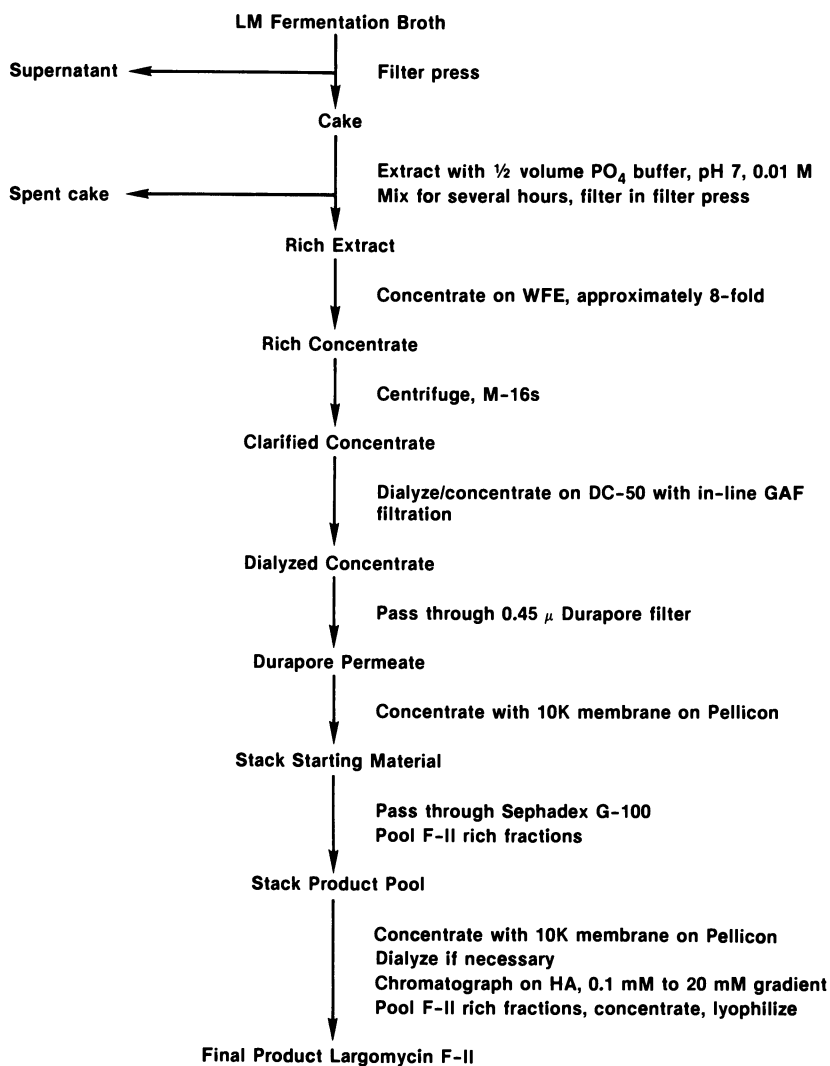 LM Fermentation Broth
Supernatant
Filter press
Cake
Extract with ½ volume PO₄ buffer, pH 7, 0.01 M
Spent cake
Mix for several hours, filter in filter press
Rich Extract
Concentrate on WFE, approximately 8-fold
Rich Concentrate
Centrifuge, M-16s
Clarified Concentrate
Dialyze/concentrate on DC-50 with in-line GAF
filtration
Dialyzed Concentrate
Pass through 0.45 μ Durapore filter
Durapore Permeate
Concentrate with 10K membrane on Pellicon
Stack Starting Material
Pass through Sephadex G-100
Pool F-II rich fractions
Stack Product Pool
Concentrate with 10K membrane on Pellicon
Dialyze if necessary
Chromatograph on HA, 0.1 mM to 20 mM gradient
Pool F-II rich fractions, concentrate, lyophilize
Final Product Largomycin F-II